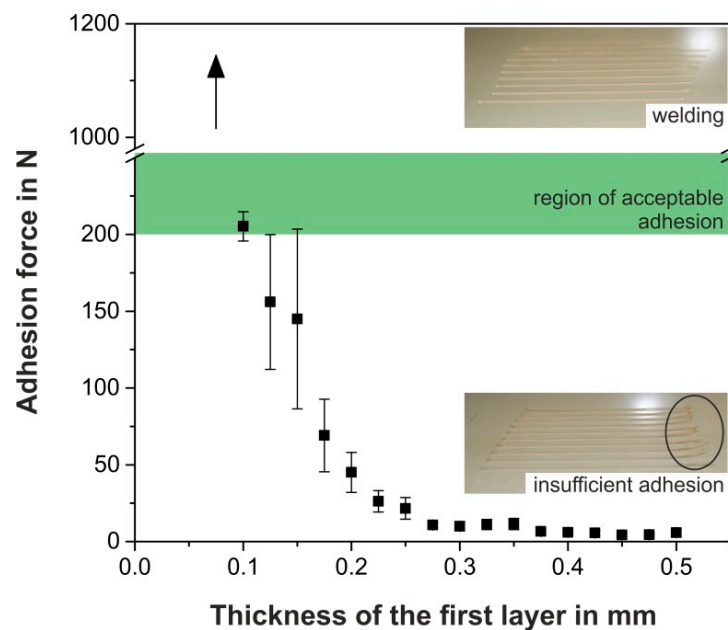 1200
1000
200
150
100
50
0
Adhesion force in N
welding
region of acceptable
adhesion
insufficient adhesion
0.0 0.1 0.2 0.3 0.4 0.5
Thickness of the first layer in mm